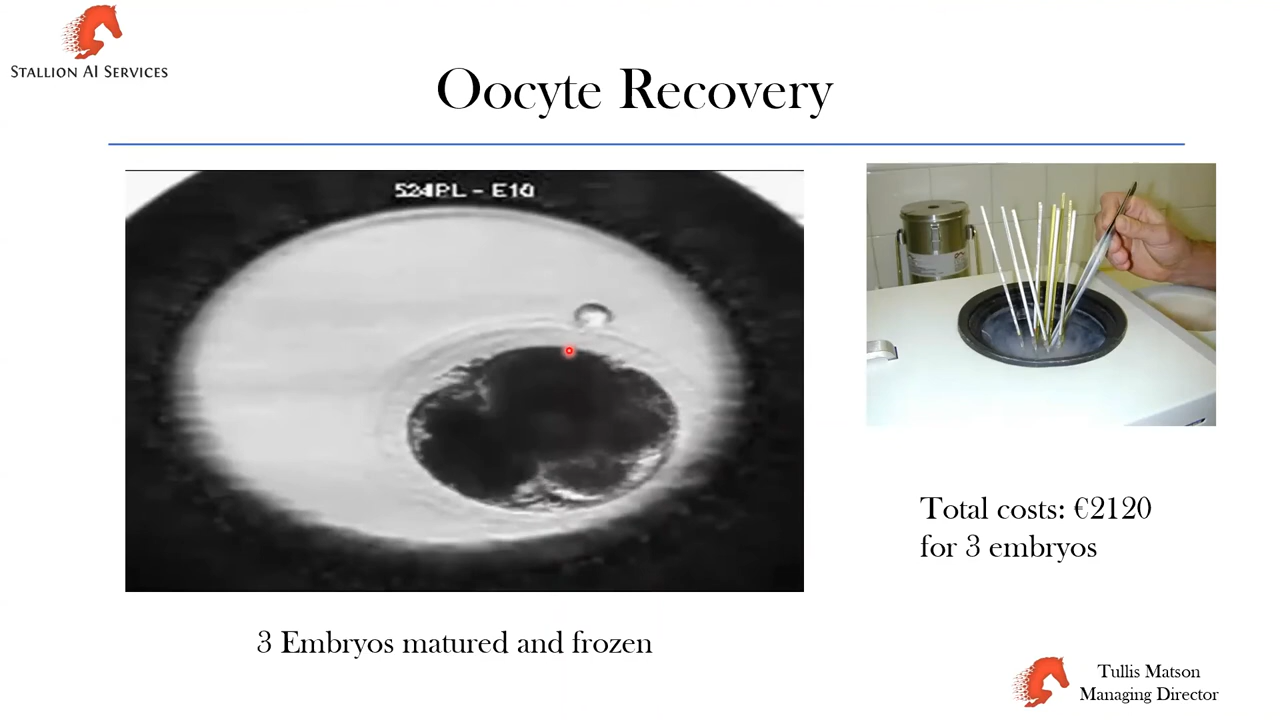 STALLION AI SERVICES
Oocyte Recovery
524PL - E10
Total costs: €2120
for 3 embryos
3 Embryos matured and frozen
Tullis Matson
Managing Director